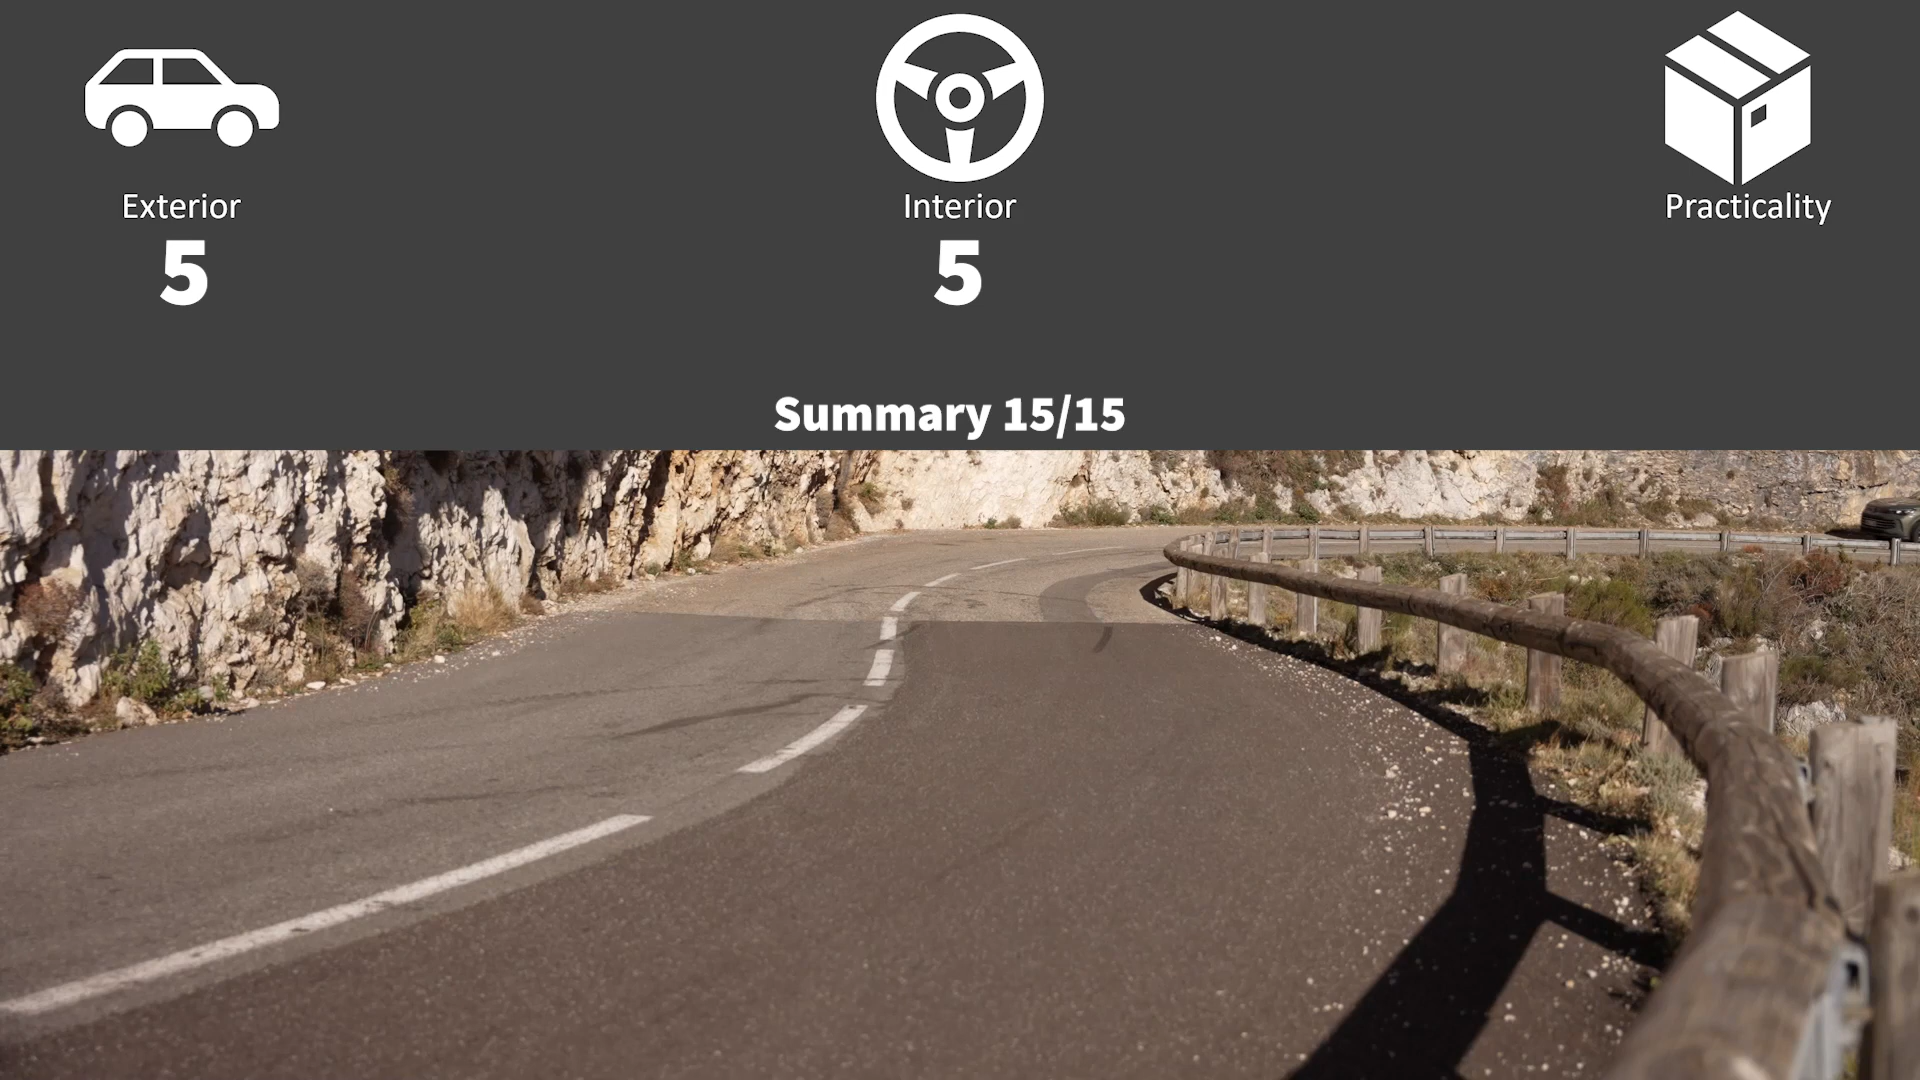 Exterior
Interior
Practicality
5
5
Summary 15/15